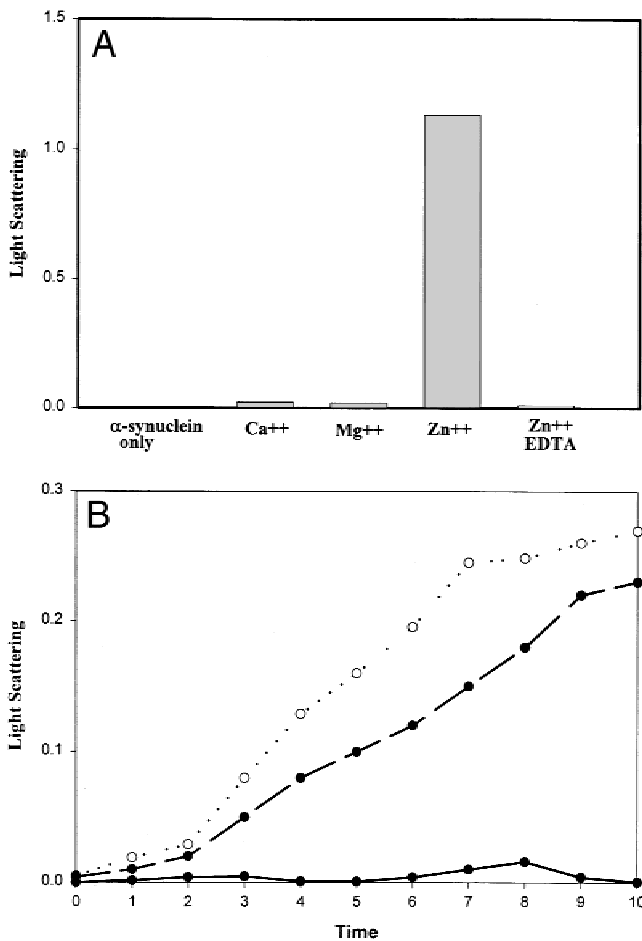 A
1.5
1.0
0.5
0.0
Light Scattering
α-synuclein only
Ca++
Mg++
Zn++
Zn++ EDTA
B
0.3
0.2
0.1
0.0
Light Scattering
0 1 2 3 4 5 6 7 8 9 10
Time